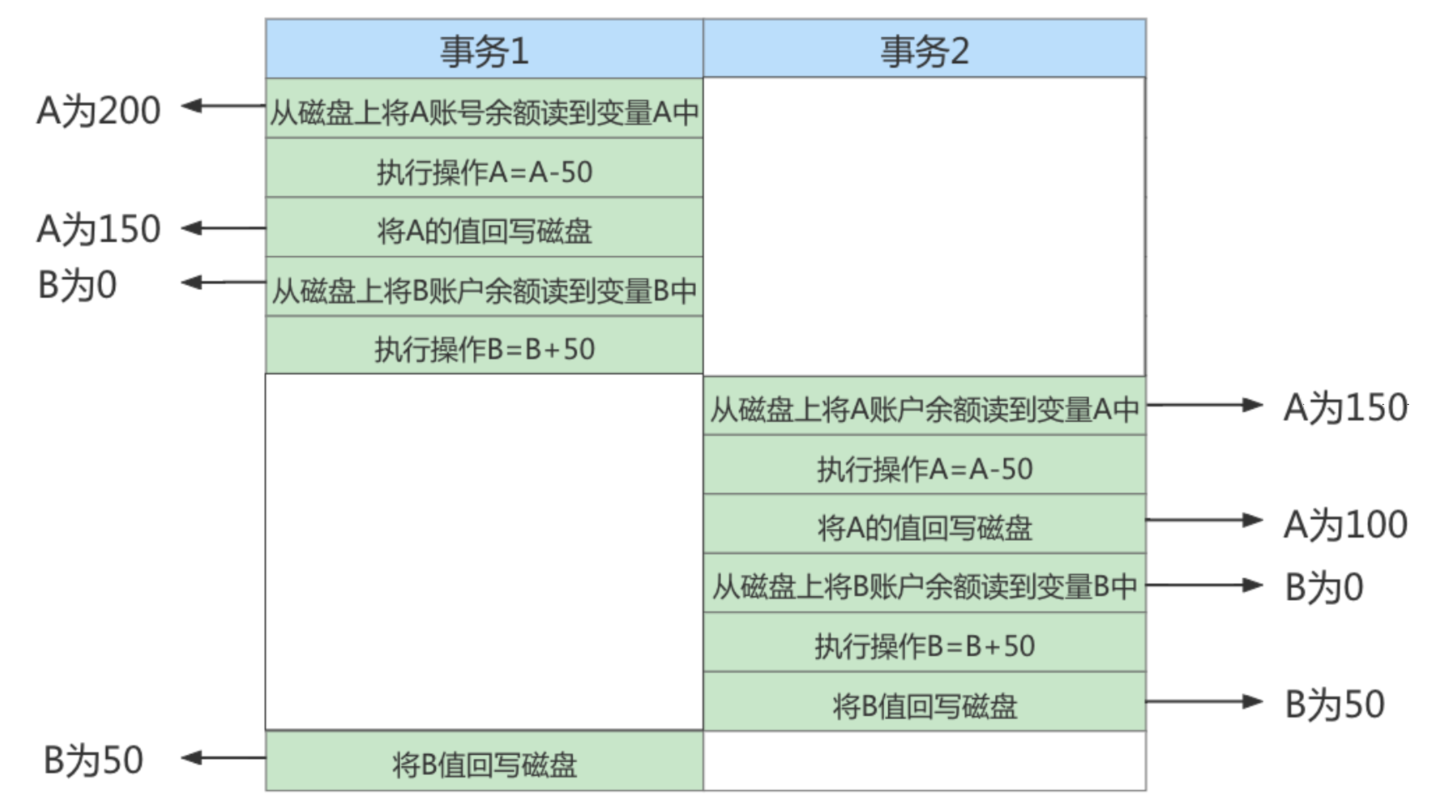 事务1
事务2
A为200
从磁盘上将A账号余额读到变量A中
执行操作A=A-50
A为150
将A的值回写磁盘
B为0
从磁盘上将B账户余额读到变量B中
执行操作B=B+50
从磁盘上将A账户余额读到变量A中
A为150
执行操作A=A-50
将A的值回写磁盘
A为100
从磁盘上将B账户余额读到变量B中
B为0
执行操作B=B+50
将B值回写磁盘
B为50
B为50
将B值回写磁盘